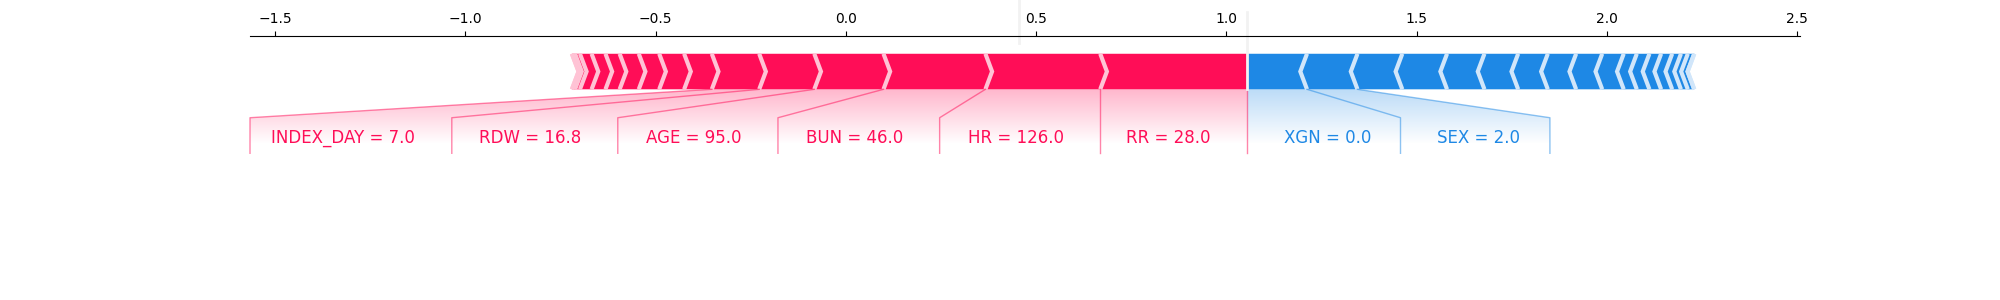 −1.5 −1.0 −0.5 0.0 0.5 1.0 1.5 2.0 2.5
INDEX_DAY = 7.0 RDW = 16.8 AGE = 95.0 BUN = 46.0 HR = 126.0 RR = 28.0 XGN = 0.0 SEX = 2.0